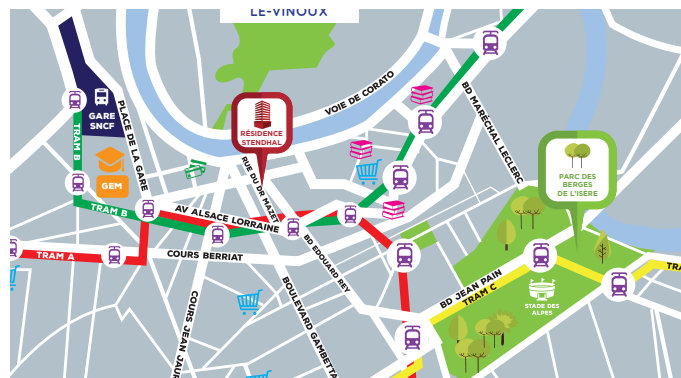 LE-VINOUX
VOIE DE CORATO
BD MARÉCHAL LECLERC
PLACE DE LA GARE
GARE
SNCF
TRAM B
RÉSIDENCE
STENDHAL
PARC DES
BERGES
DE L'ISÈRE
GEM
RUE DU DR MAZET
TRAM B
AV ALSACE LORRAINE
TRAM A
COURS BERRIAT
BD EDOUARD REY
BD JEAN PAIN
TRAM C
TRA
STADE DES
ALPES
COURS JEAN JAUR
BOULEVARD GAMBETTA